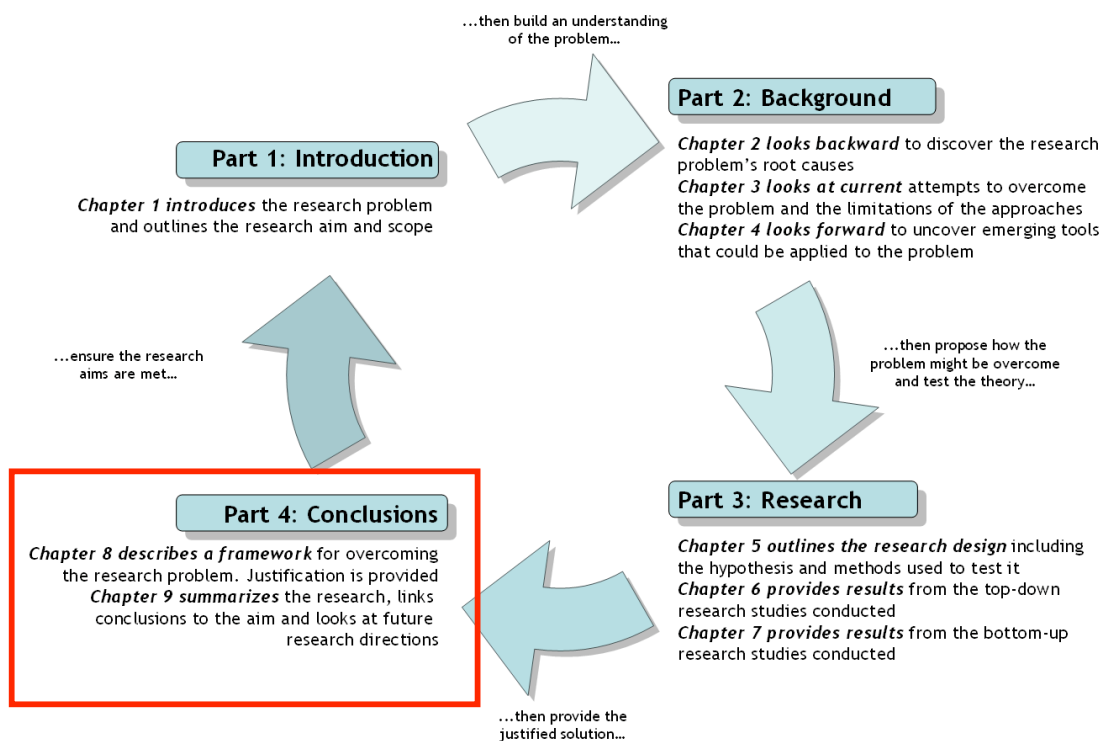 ...then build an understanding
of the problem...
Part 1: Introduction
Chapter 1 introduces the research problem
and outlines the research aim and scope
Part 2: Background
Chapter 2 looks backward to discover the research
problem's root causes
Chapter 3 looks at current attempts to overcome
the problem and the limitations of the approaches
Chapter 4 looks forward to uncover emerging tools
that could be applied to the problem
...then propose how the
problem might be overcome
and test the theory...
Part 3: Research
Chapter 5 outlines the research design including
the hypothesis and methods used to test it
Chapter 6 provides results from the top-down
research studies conducted
Chapter 7 provides results from the bottom-up
research studies conducted
...then provide the
justified solution...
Part 4: Conclusions
Chapter 8 describes a framework for overcoming
the research problem. Justification is provided
Chapter 9 summarizes the research, links
conclusions to the aim and looks at future
research directions
...ensure the research
aims are met...